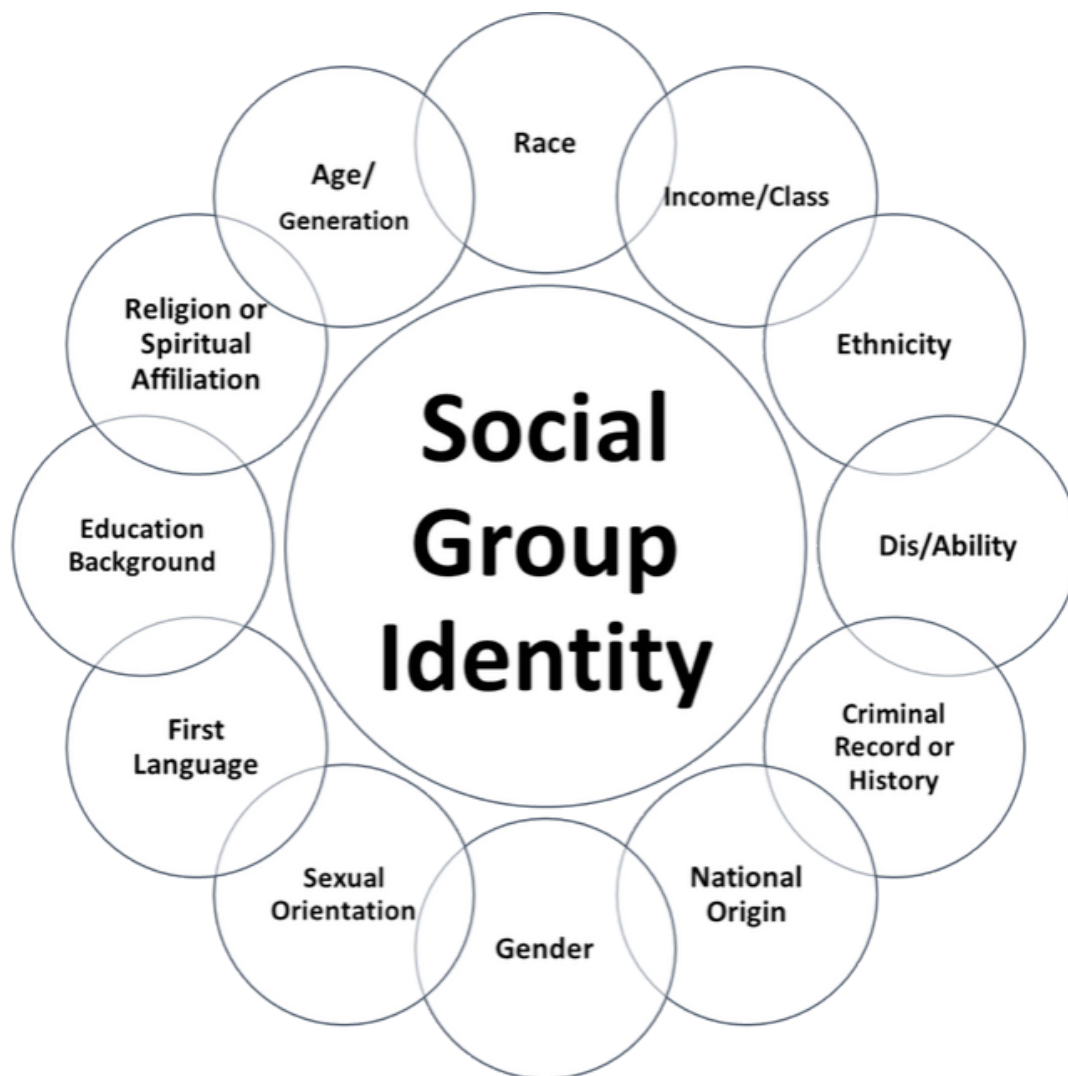 Race
Income/Class
Ethnicity
Dis/Ability
Criminal
Record or
History
National
Origin
Gender
Sexual
Orientation
First
Language
Education
Background
Religion or
Spiritual
Affiliation
Age/
Generation
Social
Group
Identity